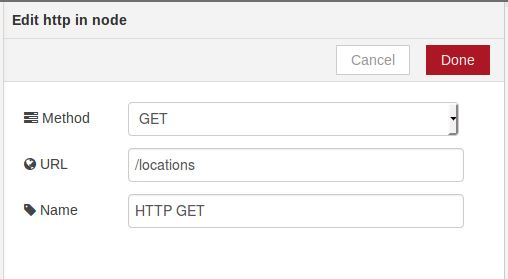 Edit http in node
Cancel Done
Method GET
URL /locations
Name HTTP GET